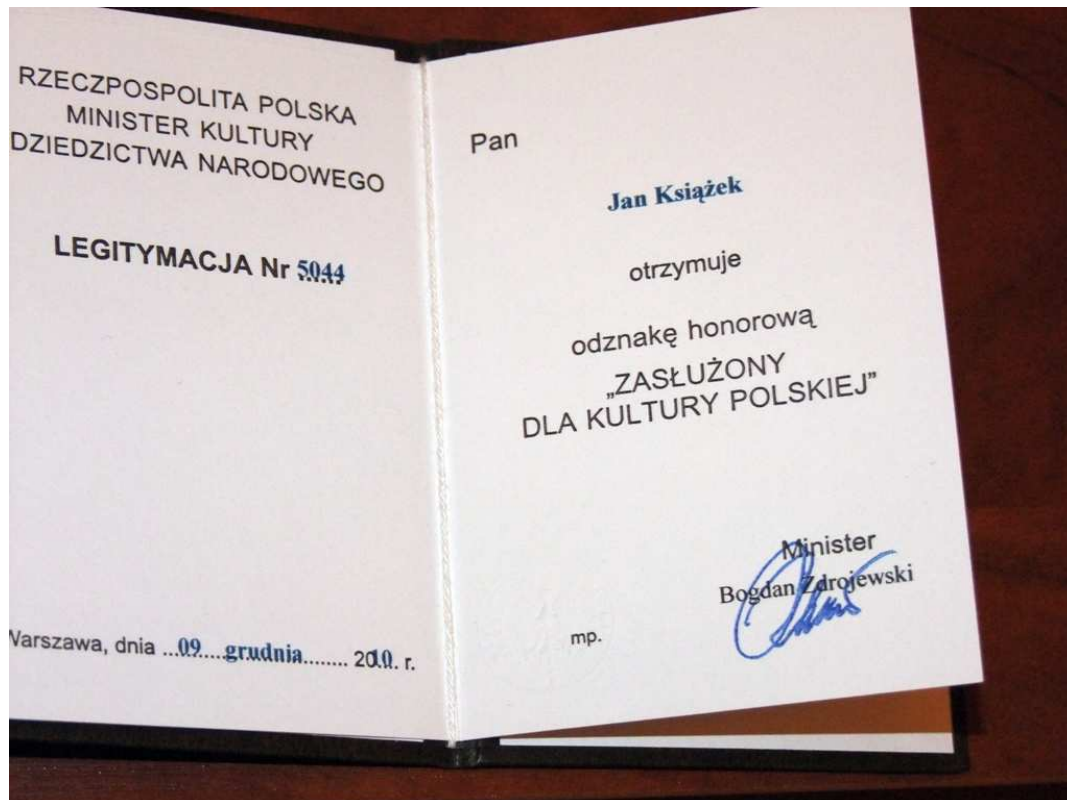 RZECZPOSPOLITA POLSKA
MINISTER KULTURY
DZIEDZICTWA NARODOWEGO
LEGITYMACJA Nr 5044
Warszawa, dnia ...09....grudnia........ 2010. r.
Pan
Jan Książek
otrzymuje
odznakę honorową
„ZASŁUŻONY
DLA KULTURY POLSKIEJ”
Minister
Bogdan Zdrojewski
mp.